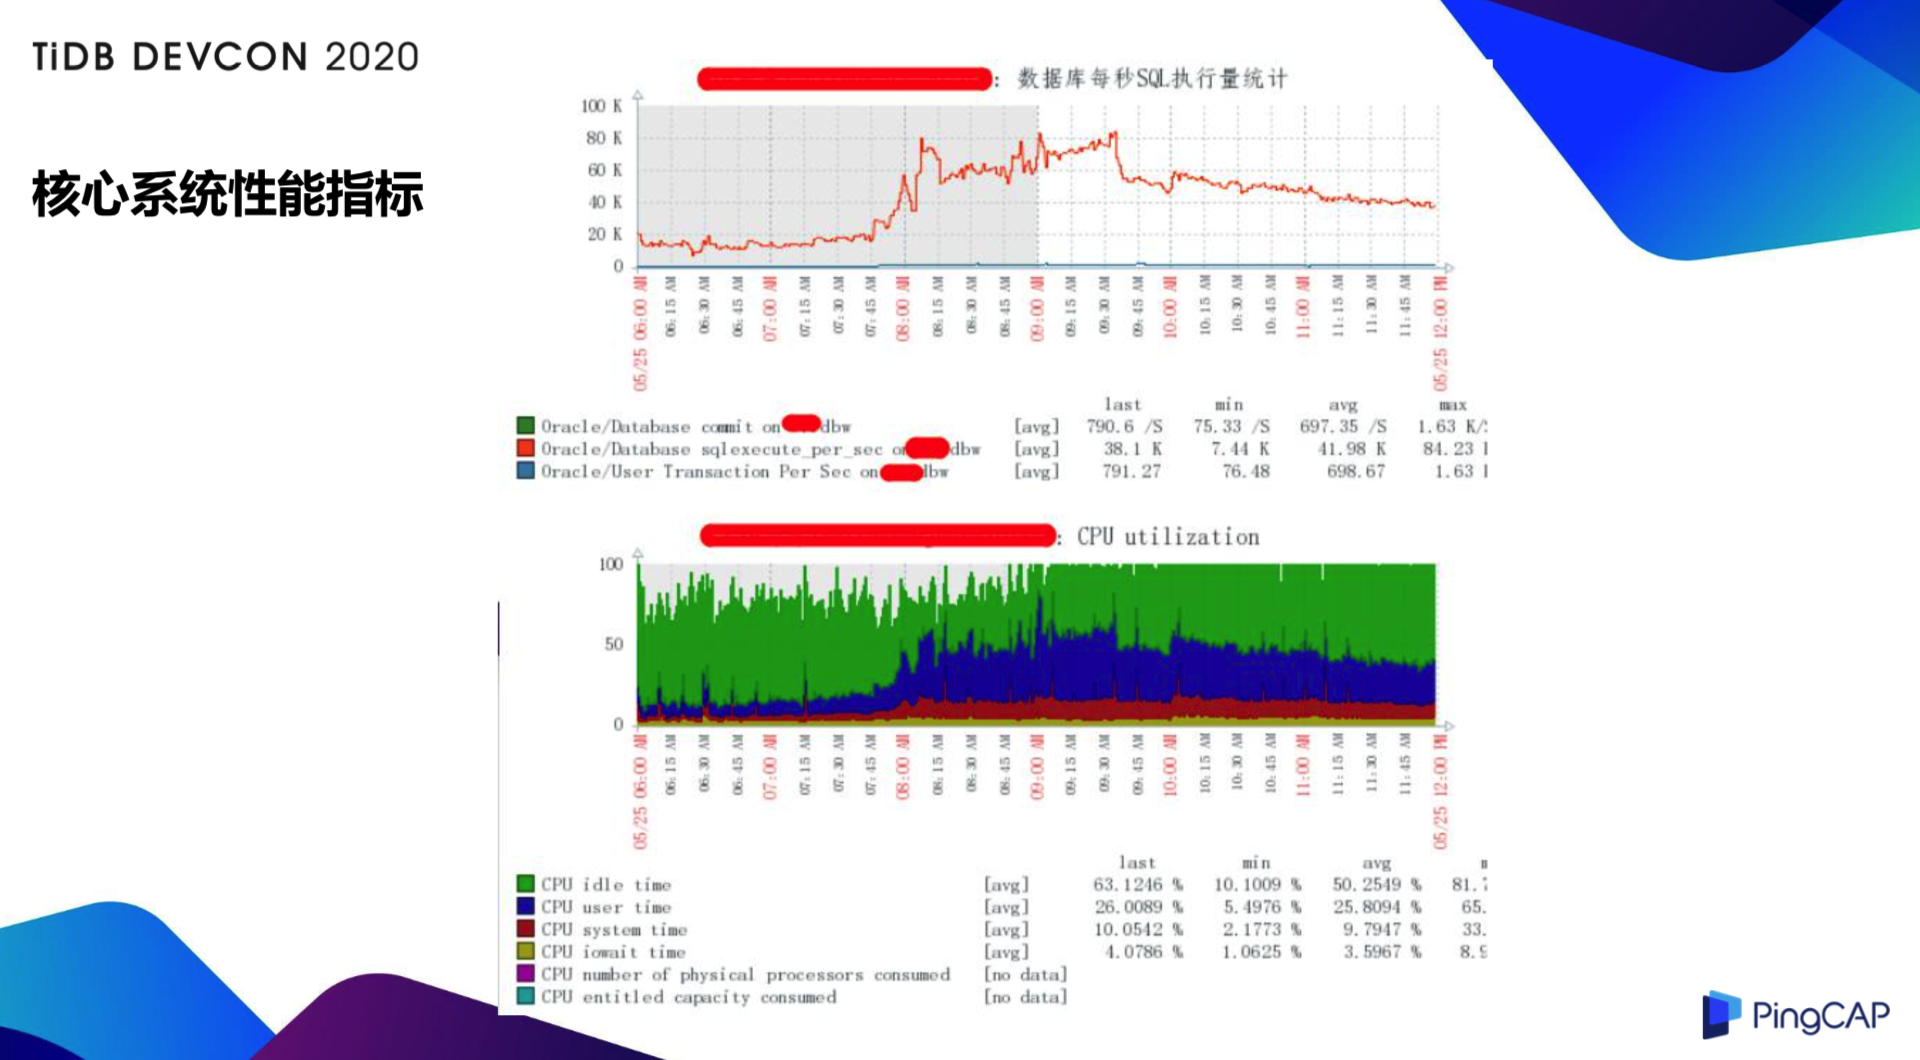 TiDB DEVCON 2020
核心系统性能指标
: 数据库每秒SQL执行量统计
100 K
80 K
60 K
40 K
20 K
0
05/25 06:00 AM
06:15 AM
06:30 AM
06:45 AM
07:00 AM
07:15 AM
07:30 AM
07:45 AM
08:00 AM
08:15 AM
08:30 AM
08:45 AM
09:00 AM
09:15 AM
09:30 AM
09:45 AM
10:00 AM
10:15 AM
10:30 AM
10:45 AM
11:00 AM
11:15 AM
11:30 AM
11:45 AM
05/25 12:00 PM
last min avg max
Oracle/Database commit on dbw [avg] 790.6 /S 75.33 /S 697.35 /S 1.63 K/
Oracle/Database sqlexecute_per_sec dbw [avg] 38.1 K 7.44 K 41.98 K 84.23
Oracle/User Transaction Per Sec on dbw [avg] 791.27 76.48 698.67 1.63
: CPU utilization
100
50
0
05/25 06:00 AM
06:15 AM
06:30 AM
06:45 AM
07:00 AM
07:15 AM
07:30 AM
07:45 AM
08:00 AM
08:15 AM
08:30 AM
08:45 AM
09:00 AM
09:15 AM
09:30 AM
09:45 AM
10:00 AM
10:15 AM
10:30 AM
10:45 AM
11:00 AM
11:15 AM
11:30 AM
11:45 AM
05/25 12:00 PM
last min avg
CPU idle time [avg] 63.1246 % 10.1009 % 50.2549 % 81.
CPU user time [avg] 26.0089 % 5.4976 % 25.8094 % 65.
CPU system time [avg] 10.0542 % 2.1773 % 9.7947 % 33.
CPU iowait time [avg] 4.0786 % 1.0625 % 3.5967 % 8.
CPU number of physical processors consumed [no data]
CPU entitled capacity consumed [no data]
PingCAP